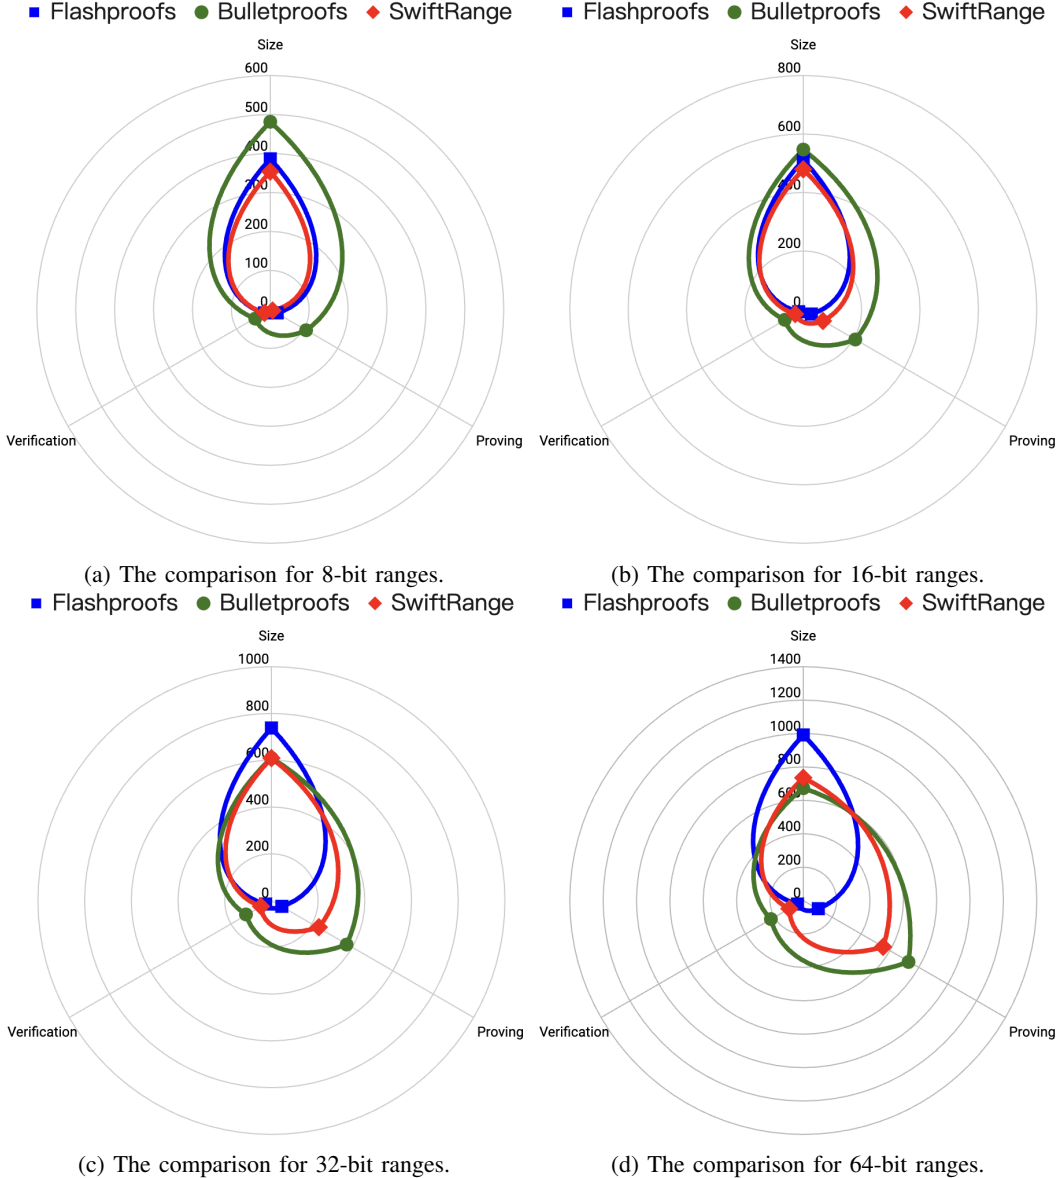 Flashproofs Bulletproofs SwiftRange
Size
600
500
400
300
200
100
0
Verification
Proving
(a) The comparison for 8-bit ranges.
Flashproofs Bulletproofs SwiftRange
Size
800
600
400
200
0
Verification
Proving
(b) The comparison for 16-bit ranges.
Flashproofs Bulletproofs SwiftRange
Size
1000
800
600
400
200
0
Verification
Proving
(c) The comparison for 32-bit ranges.
Flashproofs Bulletproofs SwiftRange
Size
1400
1200
1000
800
600
400
200
0
Verification
Proving
(d) The comparison for 64-bit ranges.